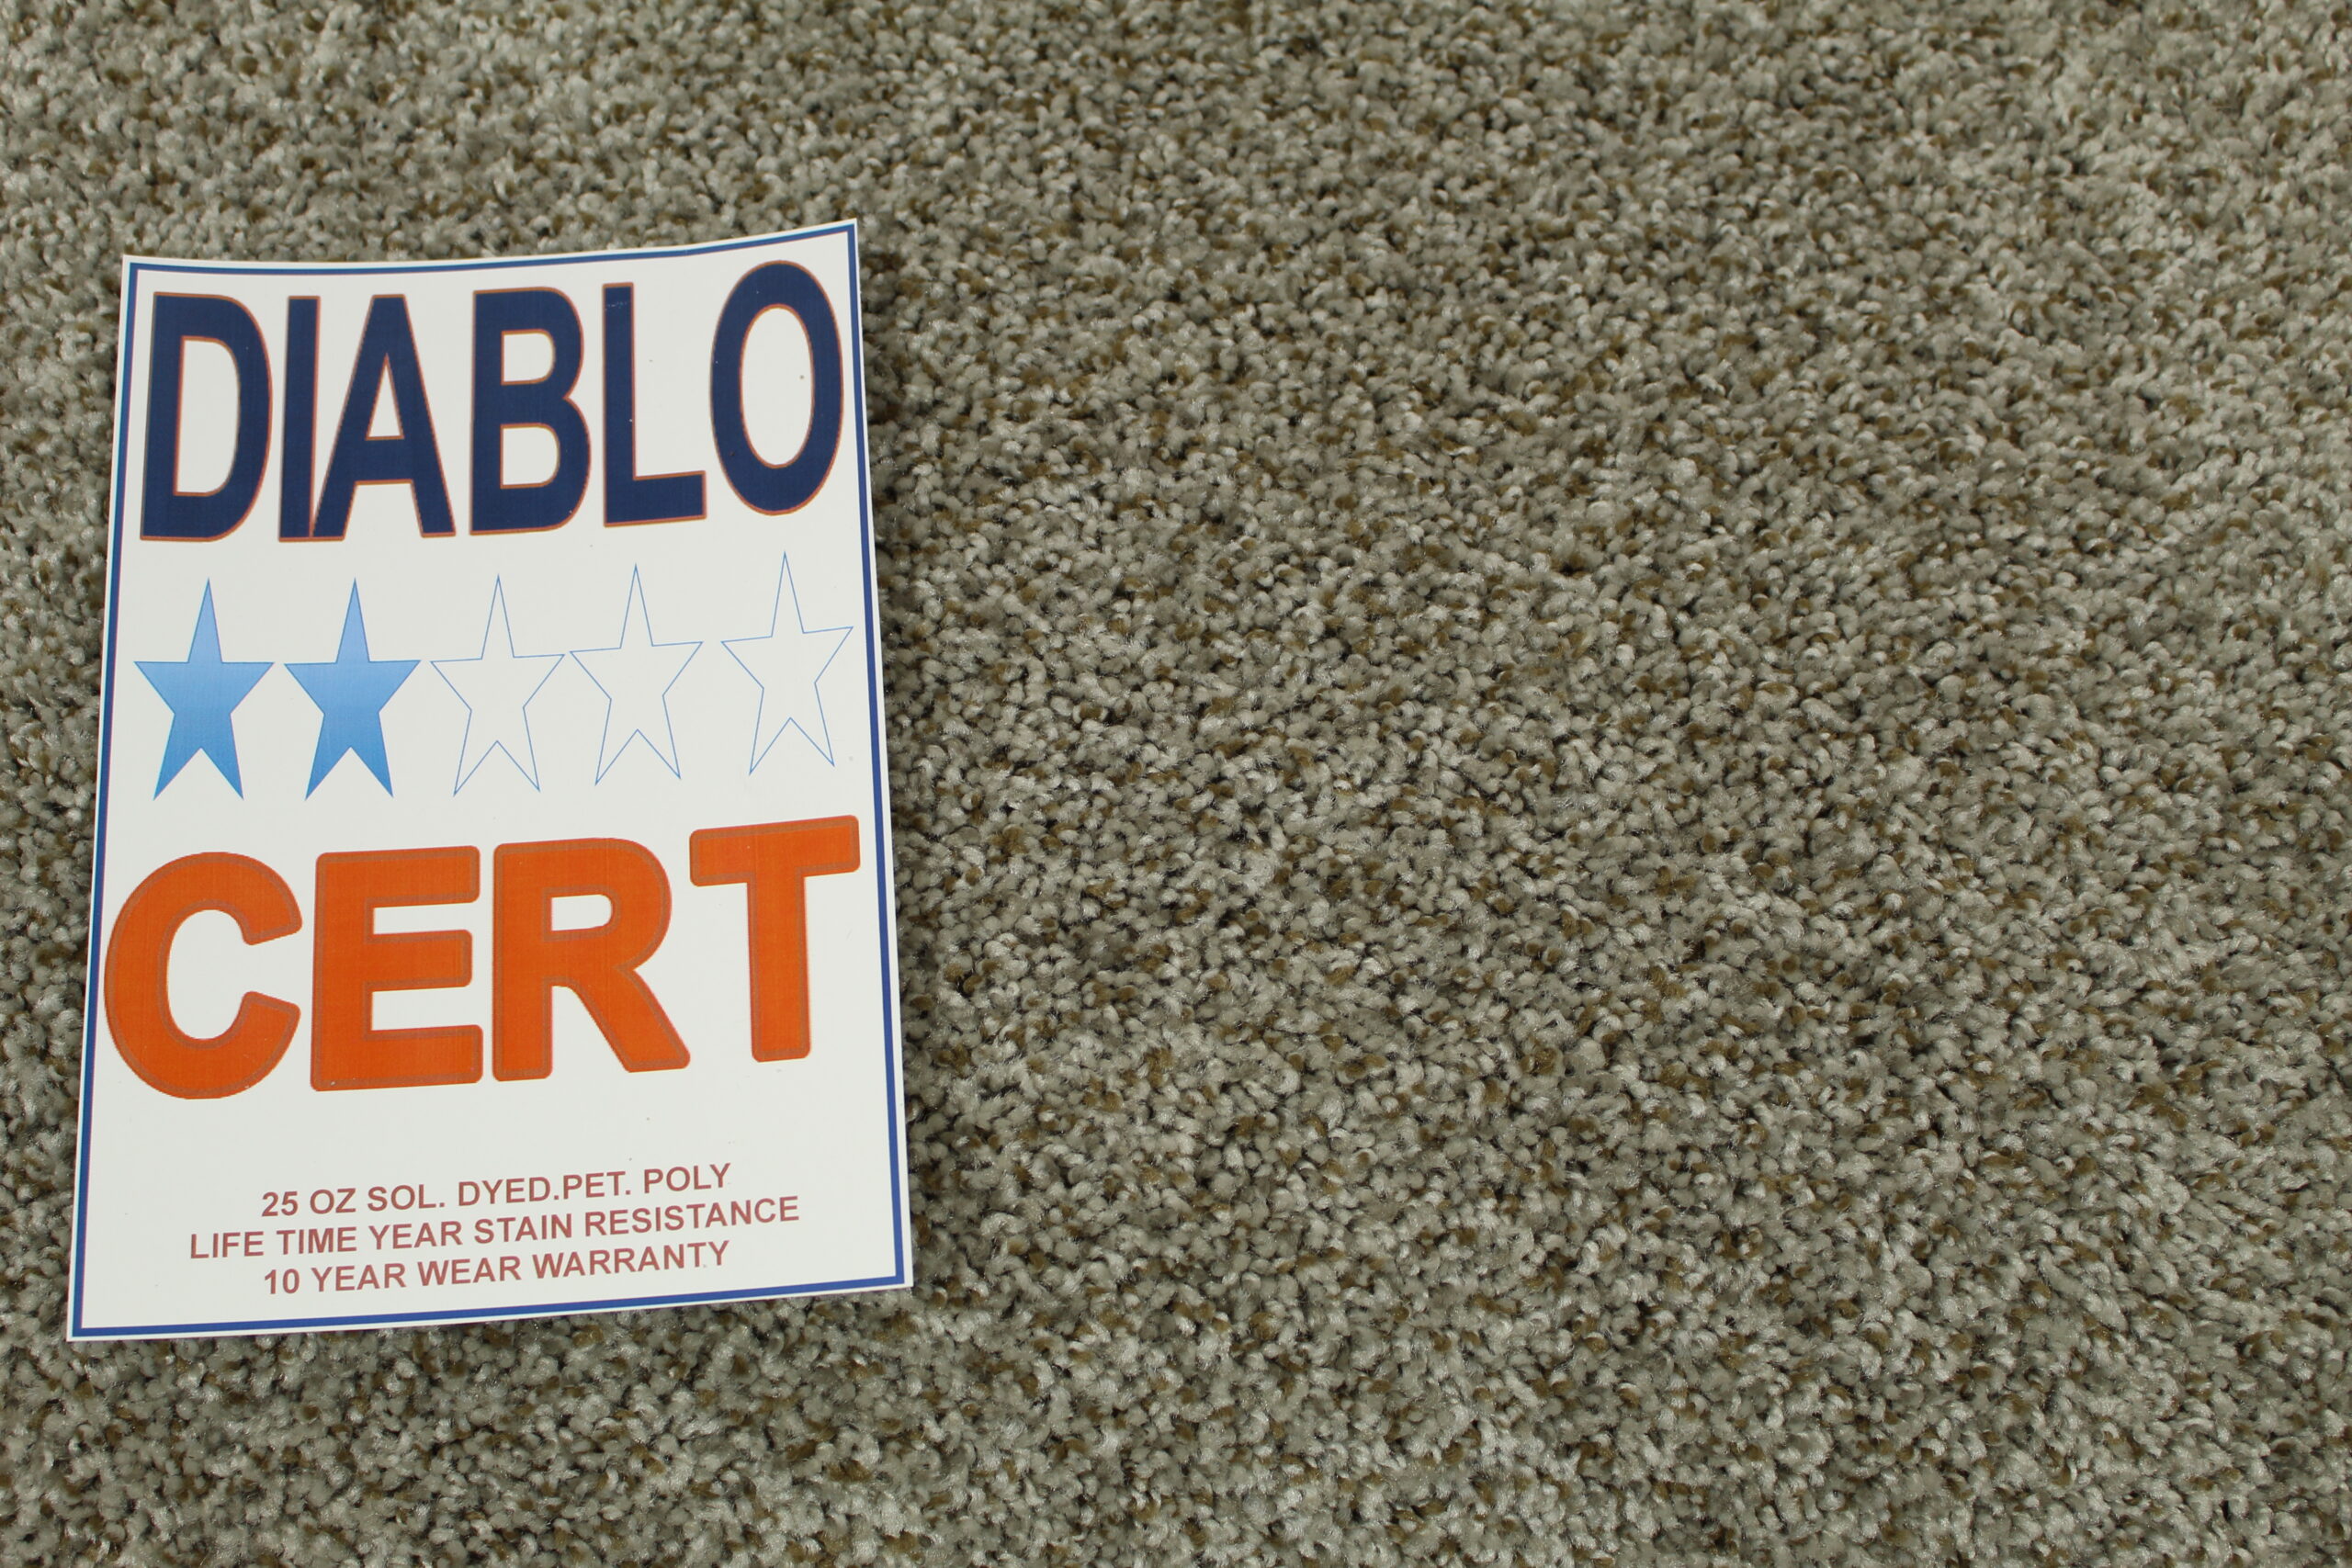 DIABLO
CERT
25 OZ SOL. DYED.PET. POLY
LIFE TIME YEAR STAIN RESISTANCE
10 YEAR WEAR WARRANTY